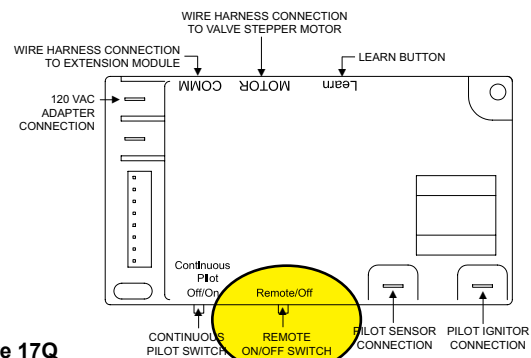 WIRE HARNESS CONNECTION
TO VALVE STEPPER MOTOR
WIRE HARNESS CONNECTION
TO EXTENSION MODULE
LEARN BUTTON
COMM
MOTOR
Learn
120 VAC
ADAPTER
CONNECTION
Continuous
Pilot
Off/On
Remote/Off
CONTINUOUS
PILOT SWITCH
REMOTE
ON/OFF SWITCH
PILOT SENSOR
CONNECTION
PILOT IGNITOR
CONNECTION
e 17Q